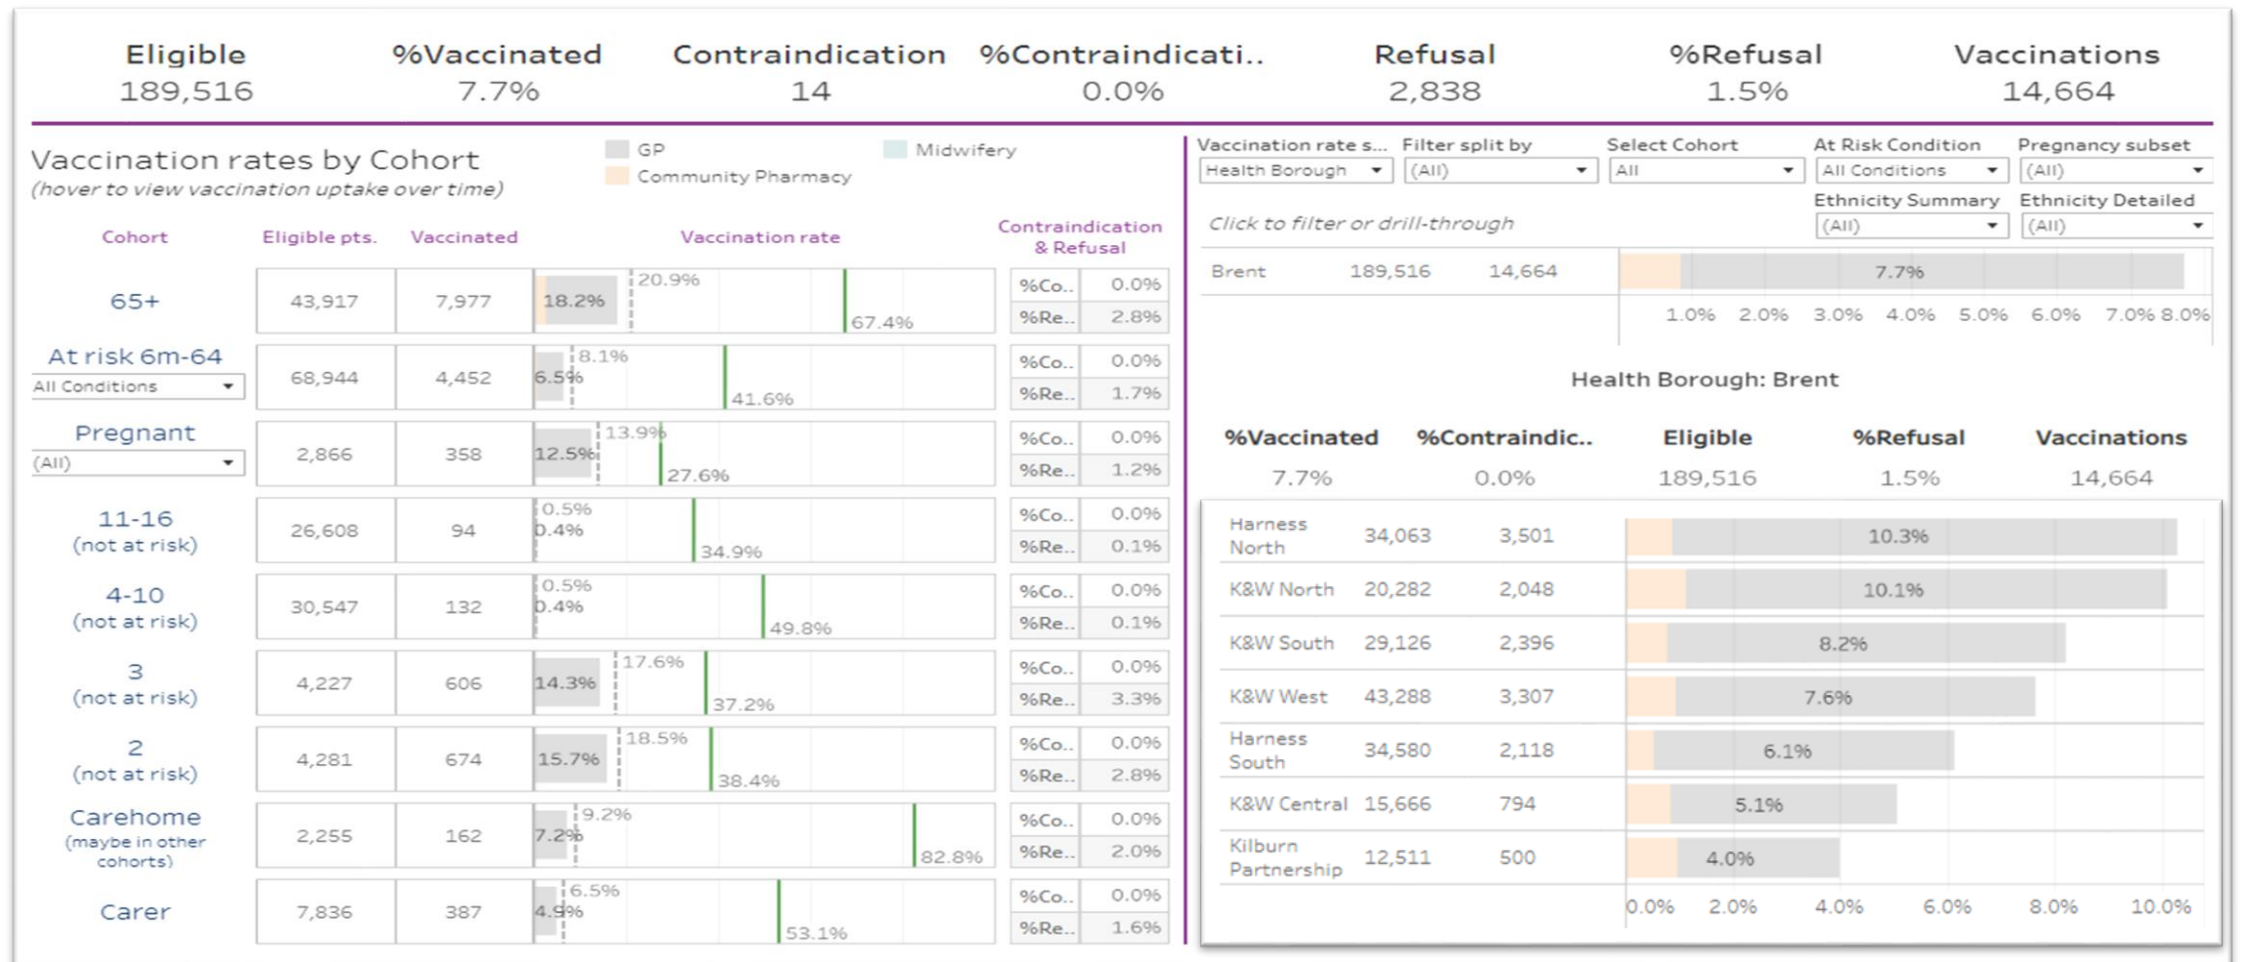 Eligible %Vaccinated Contraindication %Contraindicati.. Refusal %Refusal Vaccinations
189,516 7.7% 14 0.0% 2,838 1.5% 14,664
Vaccination rates by Cohort
(hover to view vaccination uptake over time)
GP Midwifery
Community Pharmacy
Cohort Eligible pts. Vaccinated Vaccination rate Contraindication
& Refusal
65+ 43,917 7,977 18.2% 20.9% 67.4% %Co.. 0.0%
%Re.. 2.8%
At risk 6m-64 68,944 4,452 6.5% 8.1% 41.6% %Co.. 0.0%
All Conditions %Re.. 1.7%
Pregnant 2,866 358 12.5% 13.9% 27.6% %Co.. 0.0%
(All) %Re.. 1.2%
11-16 26,608 94 0.5% 0.4% 34.9% %Co.. 0.0%
(not at risk) %Re.. 0.1%
4-10 30,547 132 0.5% 0.4% 49.8% %Co.. 0.0%
(not at risk) %Re.. 0.1%
3 4,227 606 14.3% 17.6% 37.2% %Co.. 0.0%
(not at risk) %Re.. 3.3%
2 4,281 674 15.7% 18.5% 38.4% %Co.. 0.0%
(not at risk) %Re.. 2.8%
Carehome 2,255 162 7.2% 9.2% 82.8% %Co.. 0.0%
(maybe in other %Re.. 2.0%
cohorts)
Carer 7,836 387 4.9% 6.5% 53.1% %Co.. 0.0%
%Re.. 1.6%
Vaccination rate s... Filter split by Select Cohort At Risk Condition Pregnancy subset
Health Borough (All) All All Conditions (All)
Ethnicity Summary Ethnicity Detailed
Click to filter or drill-through (All) (All)
Brent 189,516 14,664 7.7%
1.0% 2.0% 3.0% 4.0% 5.0% 6.0% 7.0% 8.0%
Health Borough: Brent
%Vaccinated %Contraindic.. Eligible %Refusal Vaccinations
7.7% 0.0% 189,516 1.5% 14,664
Harness
North 34,063 3,501 10.3%
K&W North 20,282 2,048 10.1%
K&W South 29,126 2,396 8.2%
K&W West 43,288 3,307 7.6%
Harness
South 34,580 2,118 6.1%
K&W Central 15,666 794 5.1%
Kilburn
Partnership 12,511 500 4.0%
0.0% 2.0% 4.0% 6.0% 8.0% 10.0%